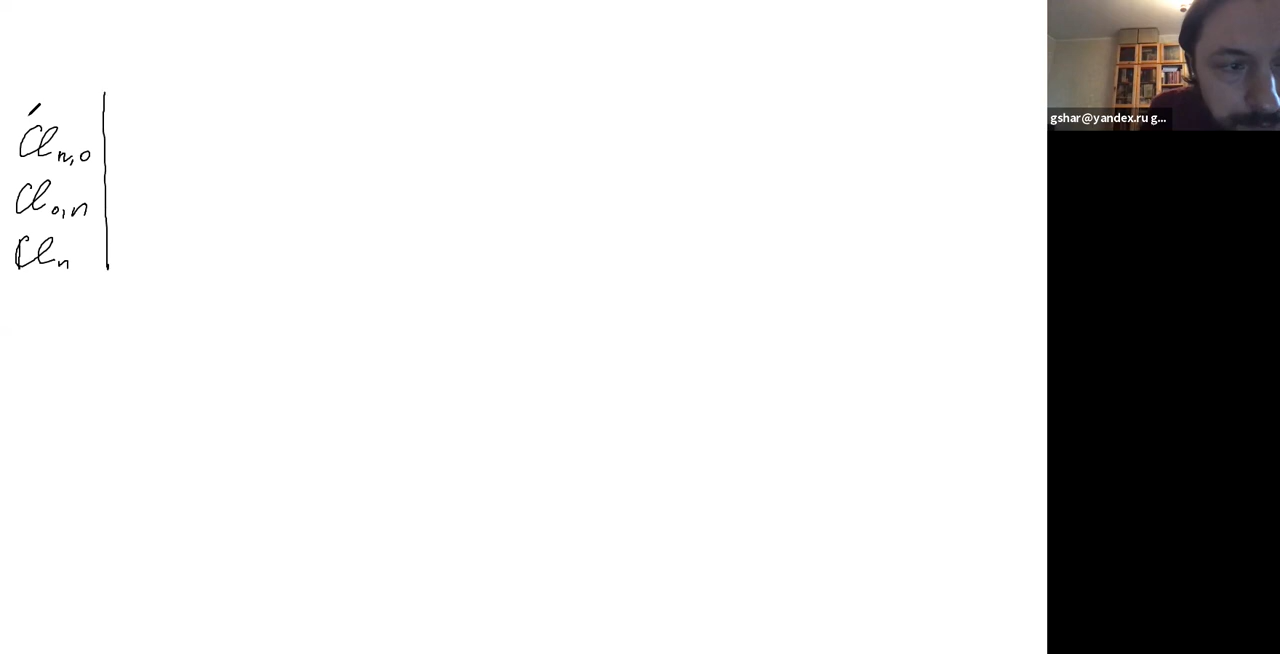 Cl_{n,0}
Cl_{0,n}
ℂl_n
gshar@yandex.ru g...